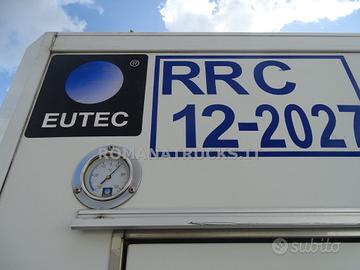 RRC
®
EUTEC
12-2027
ROMANATRUCKS.IT
subito